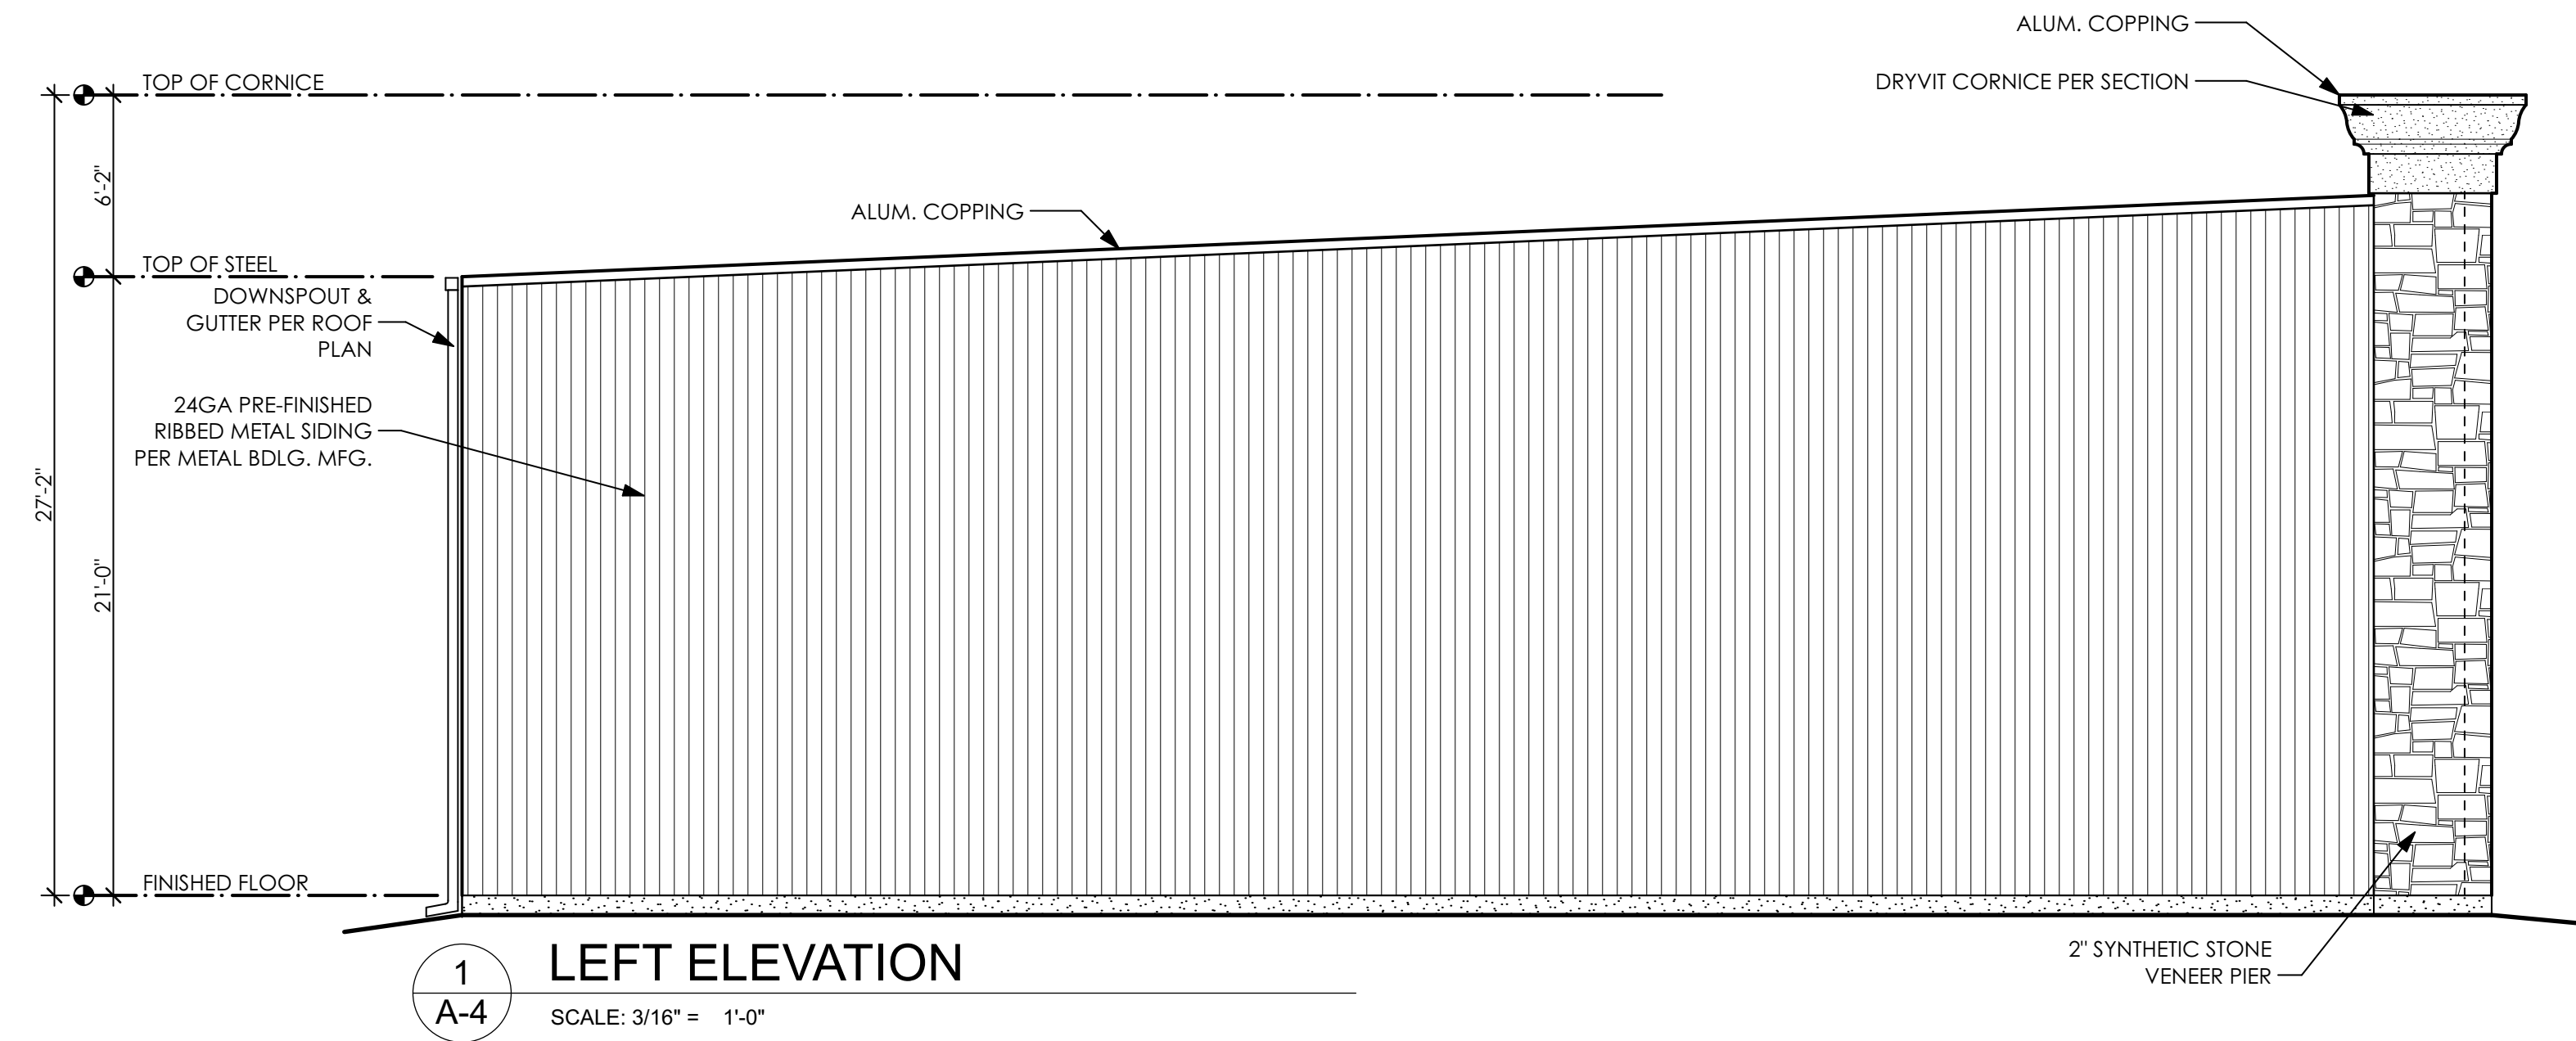 ALUM. COPPING
DRYVIT CORNICE PER SECTION
TOP OF CORNICE
6'-2"
ALUM. COPPING
TOP OF STEEL
DOWNSPOUT &
GUTTER PER ROOF
PLAN
24GA PRE-FINISHED
RIBBED METAL SIDING
PER METAL BDLG. MFG.
27'-2"
21'-0"
FINISHED FLOOR
2" SYNTHETIC STONE
VENEER PIER
1
A-4
LEFT ELEVATION
SCALE: 3/16" = 1'-0"